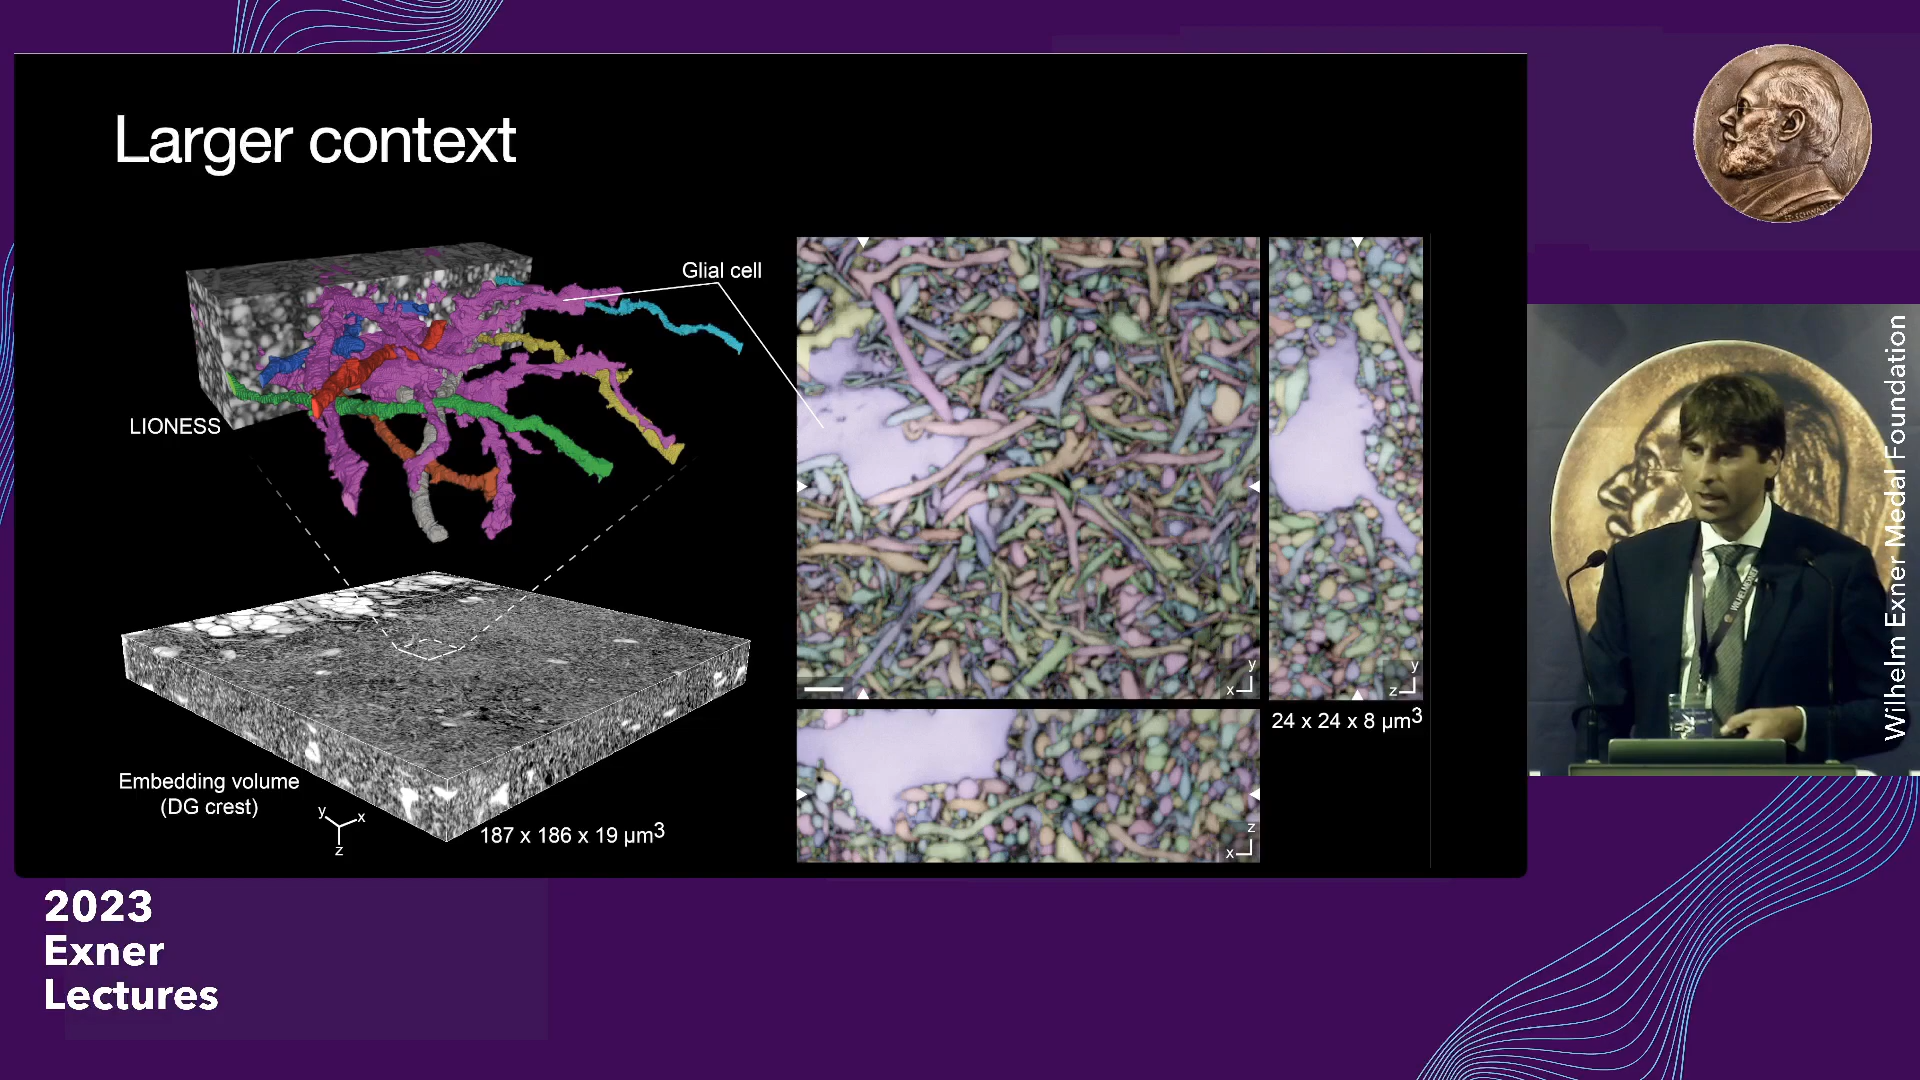 Larger context
Glial cell
LIONESS
Embedding volume
(DG crest)
y
x
z
187 x 186 x 19 µm3
y
x
y
z
24 x 24 x 8 µm3
z
x
Wilhelm Exner Medal Foundation
2023
Exner
Lectures